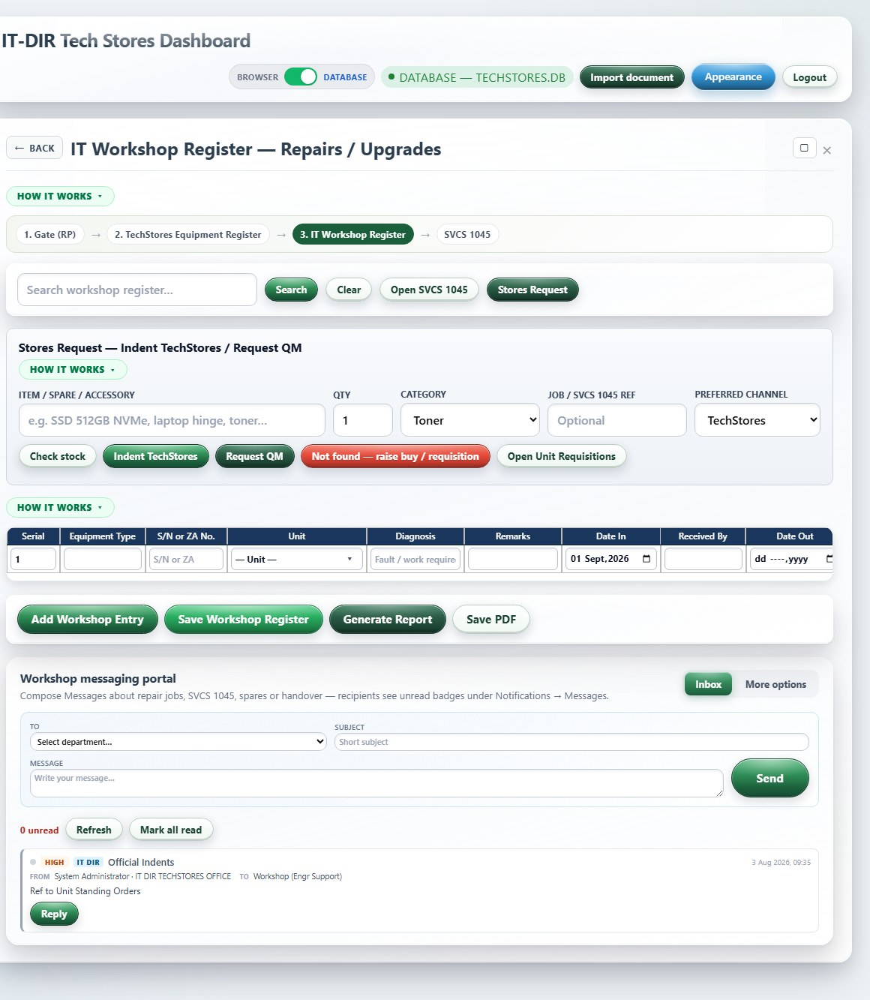 IT-DIR Tech Stores Dashboard
BROWSER DATABASE DATABASE — TECHSTORES.DB Import document Appearance Logout
← BACK IT Workshop Register — Repairs / Upgrades
HOW IT WORKS
1. Gate (RP) → 2. TechStores Equipment Register → 3. IT Workshop Register → SVCS 1045
Search workshop register... Search Clear Open SVCS 1045 Stores Request
Stores Request — Indent TechStores / Request QM
HOW IT WORKS
ITEM / SPARE / ACCESSORY QTY CATEGORY JOB / SVCS 1045 REF PREFERRED CHANNEL
e.g. SSD 512GB NVMe, laptop hinge, toner... 1 Toner Optional TechStores
Check stock Indent TechStores Request QM Not found — raise buy / requisition Open Unit Requisitions
HOW IT WORKS
Serial Equipment Type S/N or ZA No. Unit Diagnosis Remarks Date In Received By Date Out
1 S/N or ZA — Unit — Fault / work require 01 Sept,2026 dd ----,yyyy
Add Workshop Entry Save Workshop Register Generate Report Save PDF
Workshop messaging portal Inbox More options
Compose Messages about repair jobs, SVCS 1045, spares or handover — recipients see unread badges under Notifications → Messages.
TO SUBJECT
Select department... Short subject
MESSAGE
Write your message... Send
0 unread Refresh Mark all read
HIGH IT DIR Official Indents 3 Aug 2026, 09:35
FROM System Administrator · IT DIR TECHSTORES OFFICE TO Workshop (Engr Support)
Ref to Unit Standing Orders
Reply